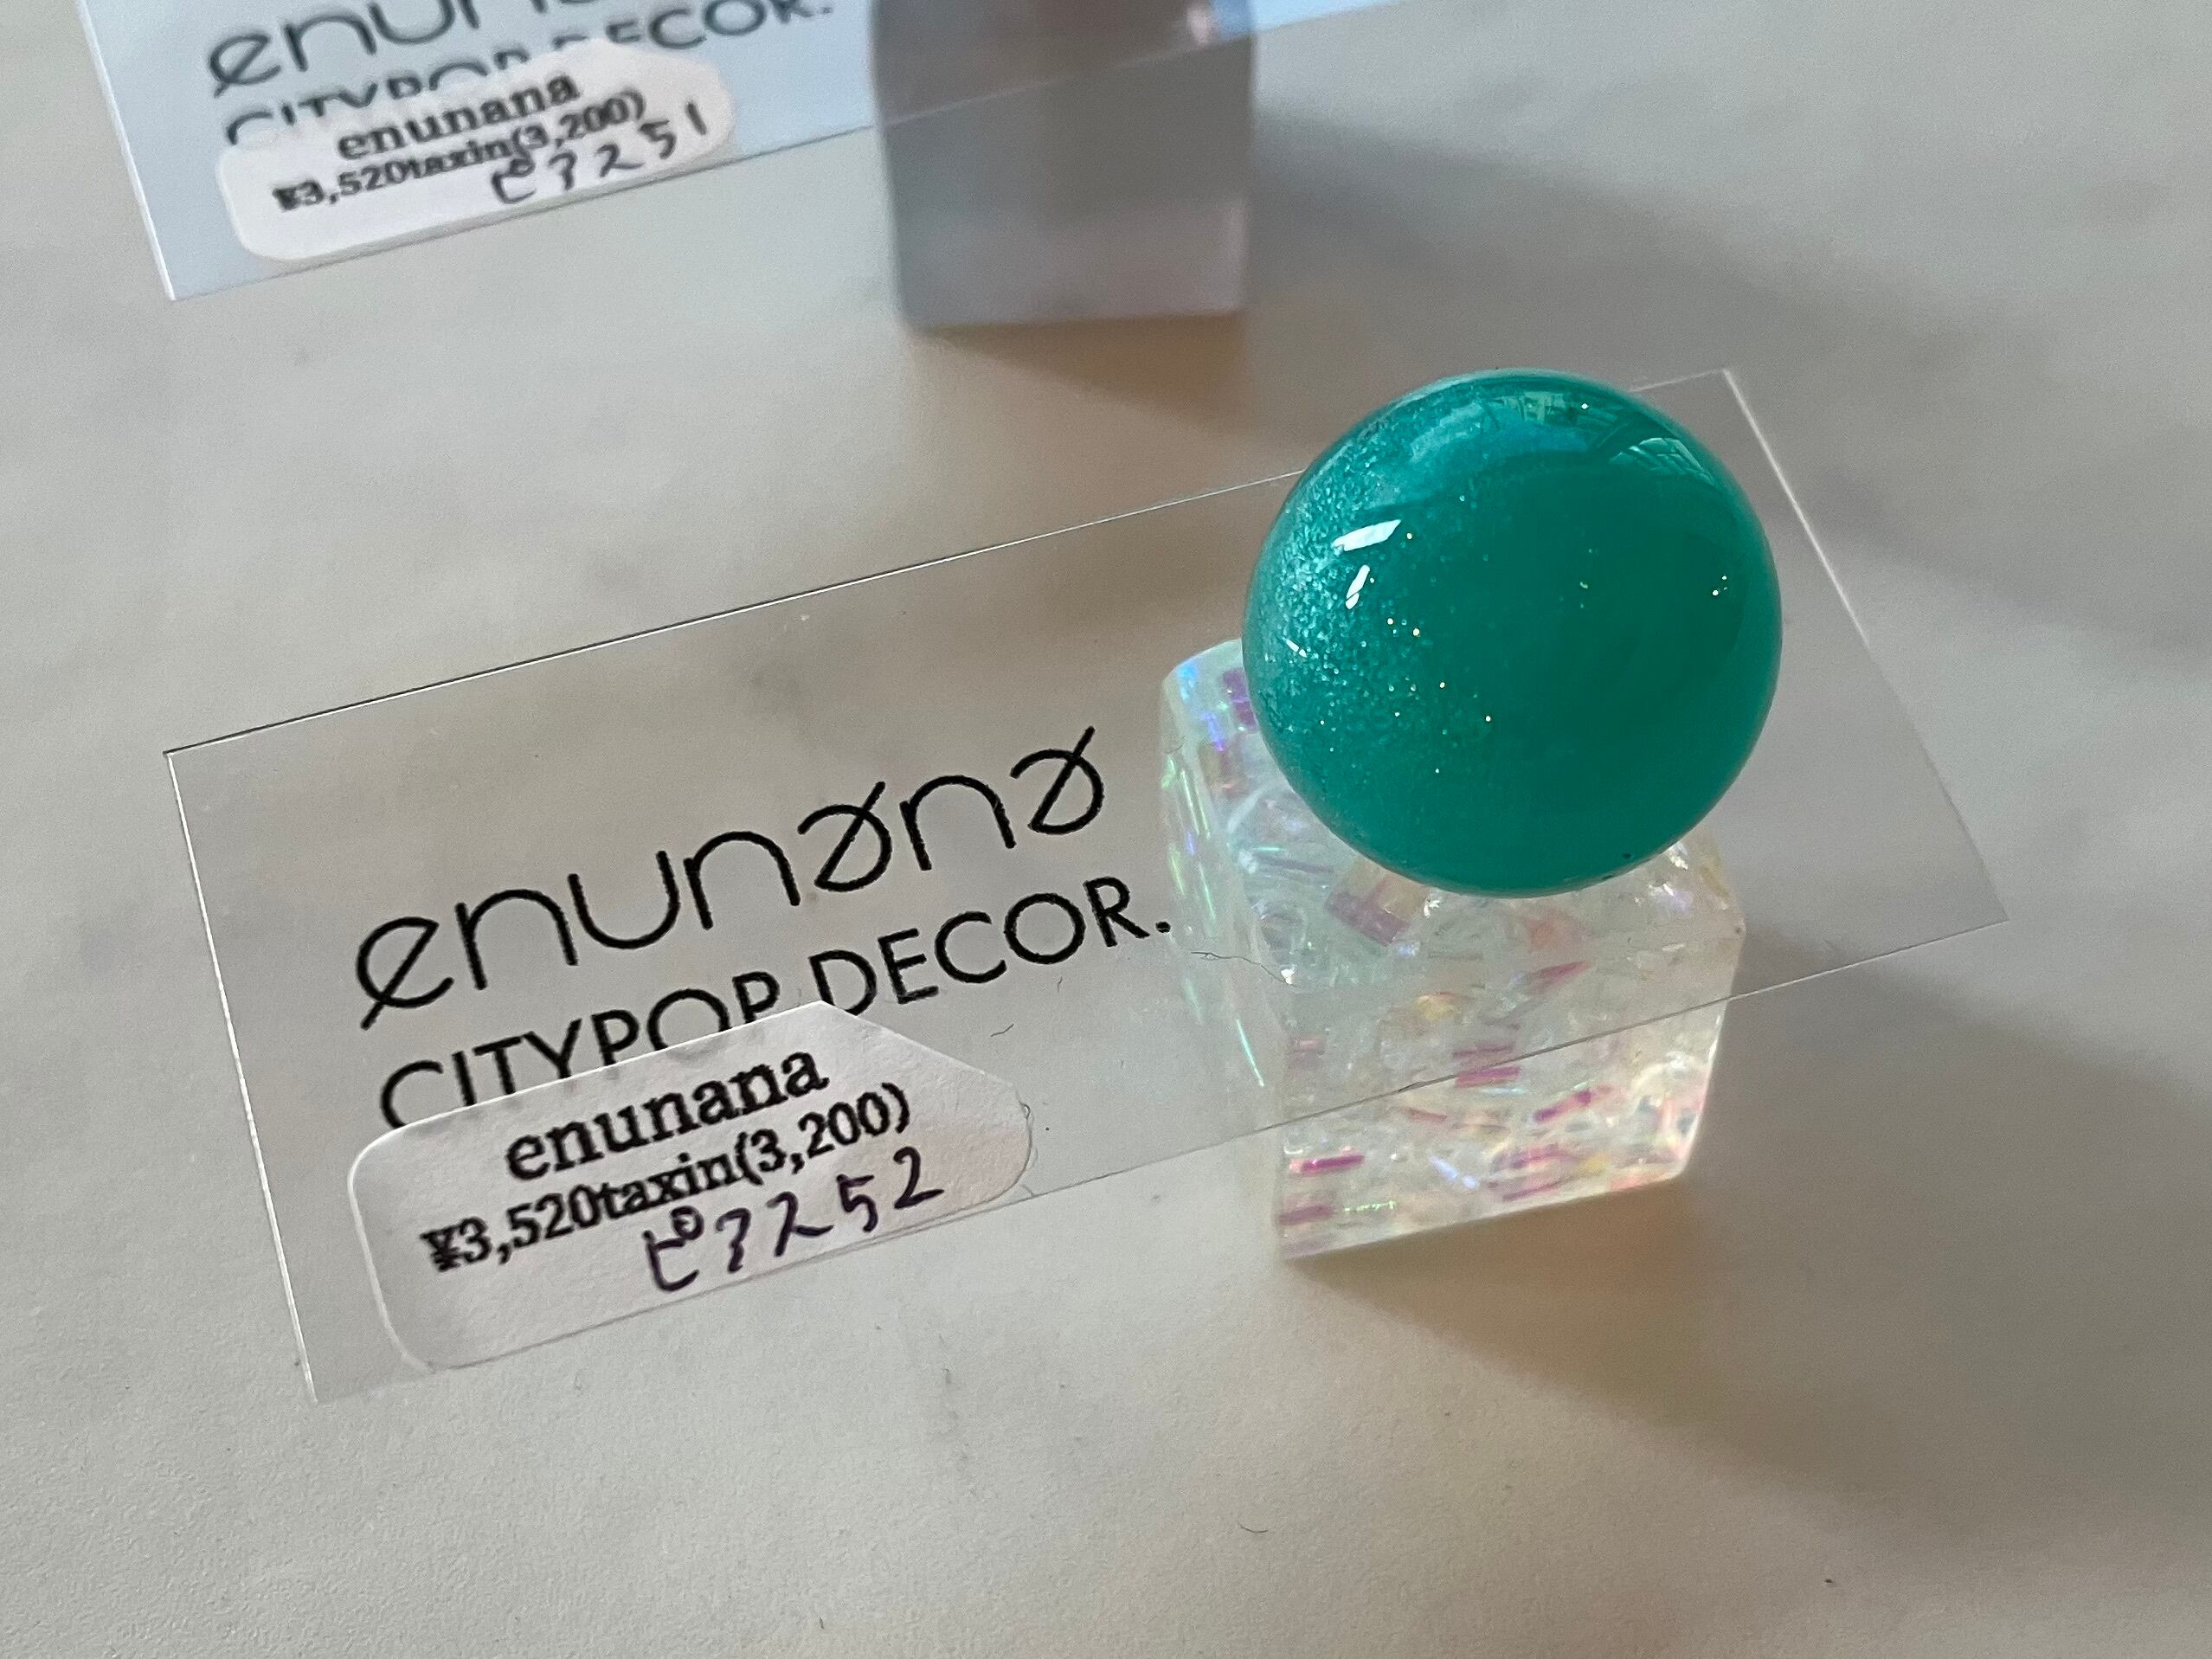 enun
CITYPOP DECOR.
enunana
¥3,520taxin(3,200)
ピアス51
enunana
CITYPOP DECOR.
enunana
¥3,520taxin(3,200)
ピアス52